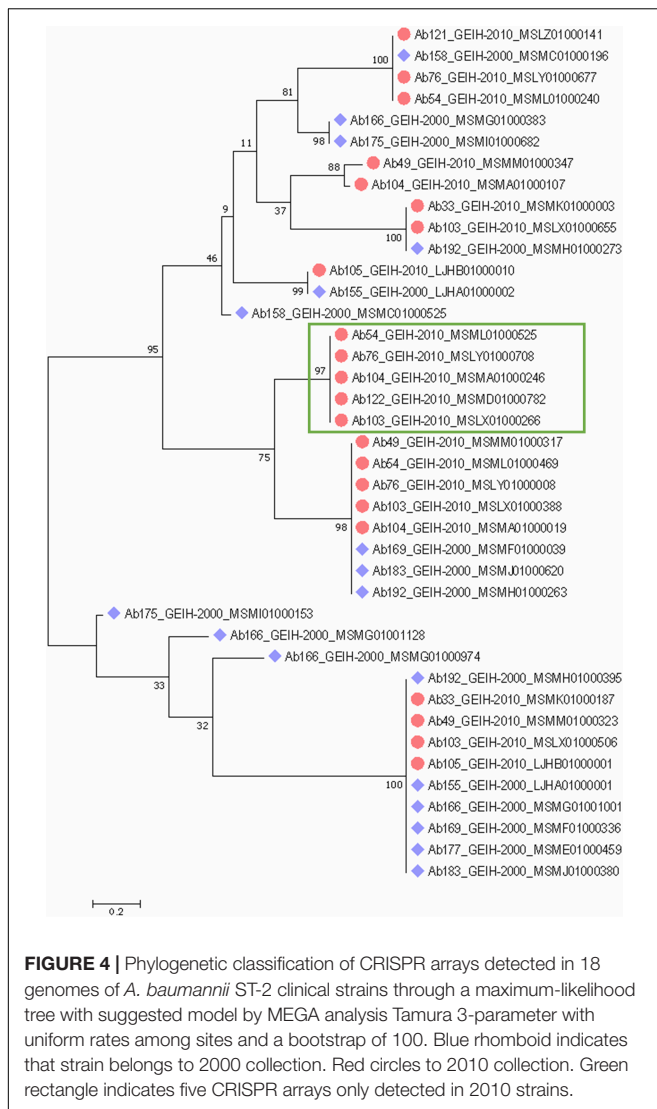 Ab121_GEIH-2010_MSLZ01000141
Ab158_GEIH-2000_MSMC01000196
100
Ab76_GEIH-2010_MSLY01000677
81
Ab54_GEIH-2010_MSML01000240
Ab166_GEIH-2000_MSMG01000383
98
Ab175_GEIH-2000_MSMI01000682
11
88
Ab49_GEIH-2010_MSMM01000347
Ab104_GEIH-2010_MSMA01000107
37
Ab33_GEIH-2010_MSMK01000003
9
Ab103_GEIH-2010_MSLX01000655
100
Ab192_GEIH-2000_MSMH01000273
46
Ab105_GEIH-2010_LJHB01000010
99
Ab155_GEIH-2000_LJHA01000002
Ab158_GEIH-2000_MSMC01000525
95
Ab54_GEIH-2010_MSML01000525
Ab76_GEIH-2010_MSLY01000708
97
Ab104_GEIH-2010_MSMA01000246
Ab122_GEIH-2010_MSMD01000782
Ab103_GEIH-2010_MSLX01000266
75
Ab49_GEIH-2010_MSMM01000317
Ab54_GEIH-2010_MSML01000469
Ab76_GEIH-2010_MSLY01000008
Ab103_GEIH-2010_MSLX01000388
98
Ab104_GEIH-2010_MSMA01000019
Ab169_GEIH-2000_MSMF01000039
Ab183_GEIH-2000_MSMJ01000620
Ab192_GEIH-2000_MSMH01000263
Ab175_GEIH-2000_MSMI01000153
Ab166_GEIH-2000_MSMG01001128
33
Ab166_GEIH-2000_MSMG01000974
32
Ab192_GEIH-2000_MSMH01000395
Ab33_GEIH-2010_MSMK01000187
Ab49_GEIH-2010_MSMM01000323
Ab103_GEIH-2010_MSLX01000506
Ab105_GEIH-2010_LJHB01000001
100
Ab155_GEIH-2000_LJHA01000001
Ab166_GEIH-2000_MSMG01001001
Ab169_GEIH-2000_MSMF01000336
Ab177_GEIH-2000_MSME01000459
Ab183_GEIH-2000_MSMJ01000380
0.2
FIGURE 4 | Phylogenetic classification of CRISPR arrays detected in 18
genomes of A. baumannii ST-2 clinical strains through a maximum-likelihood
tree with suggested model by MEGA analysis Tamura 3-parameter with
uniform rates among sites and a bootstrap of 100. Blue rhomboid indicates
that strain belongs to 2000 collection. Red circles to 2010 collection. Green
rectangle indicates five CRISPR arrays only detected in 2010 strains.